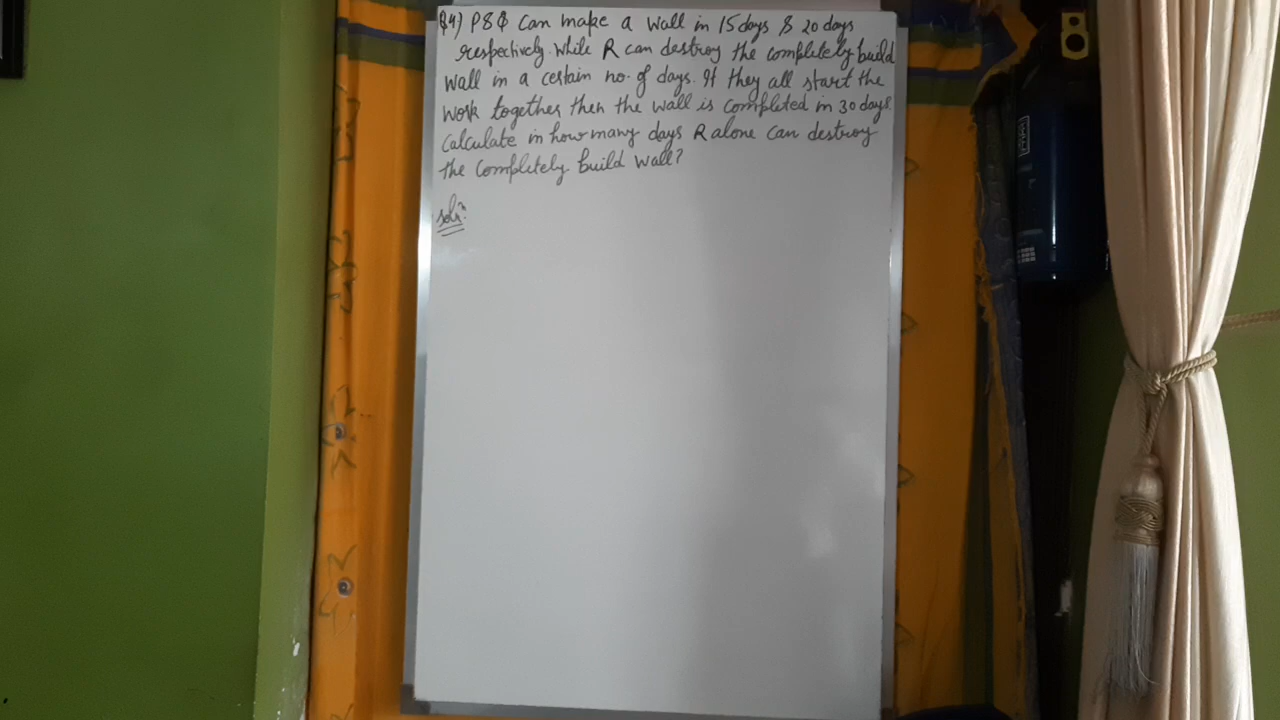 Q4) P & Q can make a wall in 15 days & 20 days
respectively. While R can destroy the completely build
wall in a certain no. of days. If they all start the
work together, then the wall is completed in 30 days.
Calculate in how many days R alone can destroy
the completely build wall?
soln: